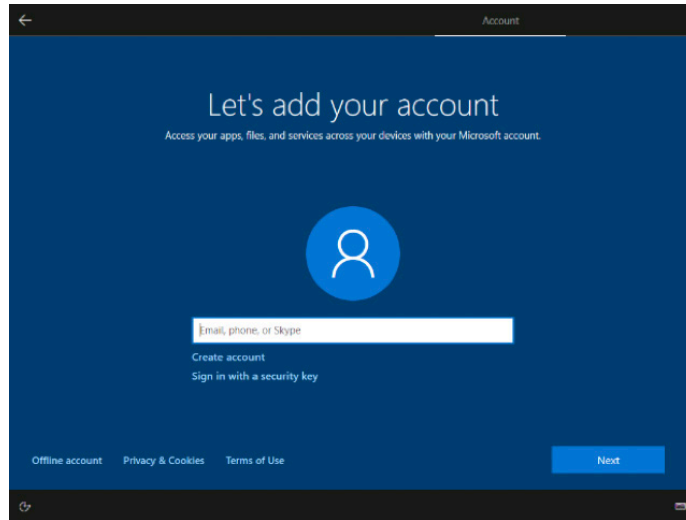 Account
Let's add your account
Access your apps, files, and services across your devices with your Microsoft account.
Email, phone, or Skype
Create account
Sign in with a security key
Offline account Privacy & Cookies Terms of Use Next